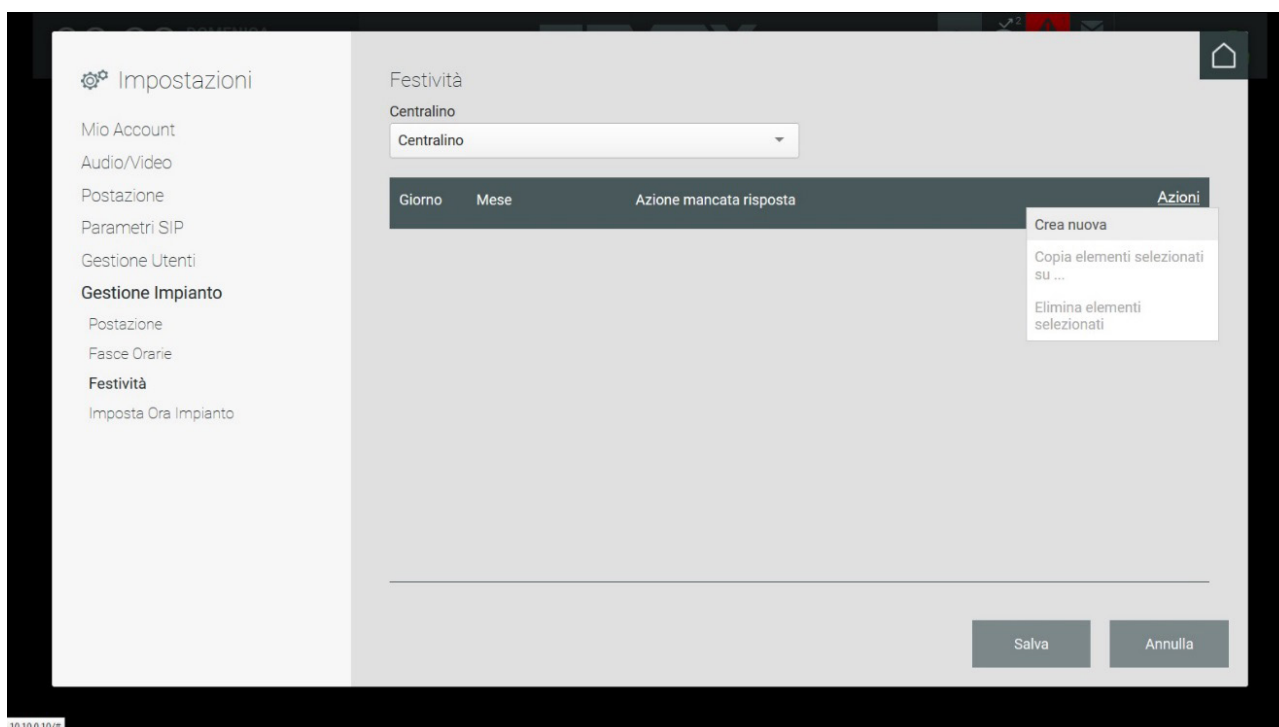 Impostazioni
Mio Account
Audio/Video
Postazione
Parametri SIP
Gestione Utenti
Gestione Impianto
Postazione
Fasce Orarie
Festività
Imposta Ora Impianto
Festività
Centralino
Centralino
Giorno Mese Azione mancata risposta Azioni
Crea nuova
Copia elementi selezionati
su ...
Elimina elementi
selezionati
Salva Annulla